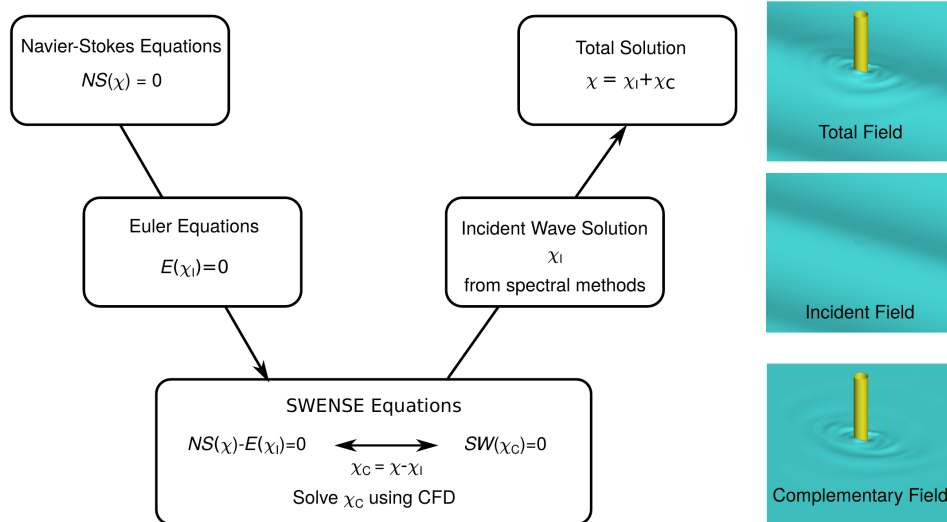 Navier-Stokes Equations
NS(χ) = 0
Euler Equations
E(χI)=0
SWENSE Equations
NS(χ)-E(χI)=0
SW(χC)=0
χC = χ-χI
Solve χC using CFD
Incident Wave Solution
χI
from spectral methods
Total Solution
χ = χI+χC
Total Field
Incident Field
Complementary Field